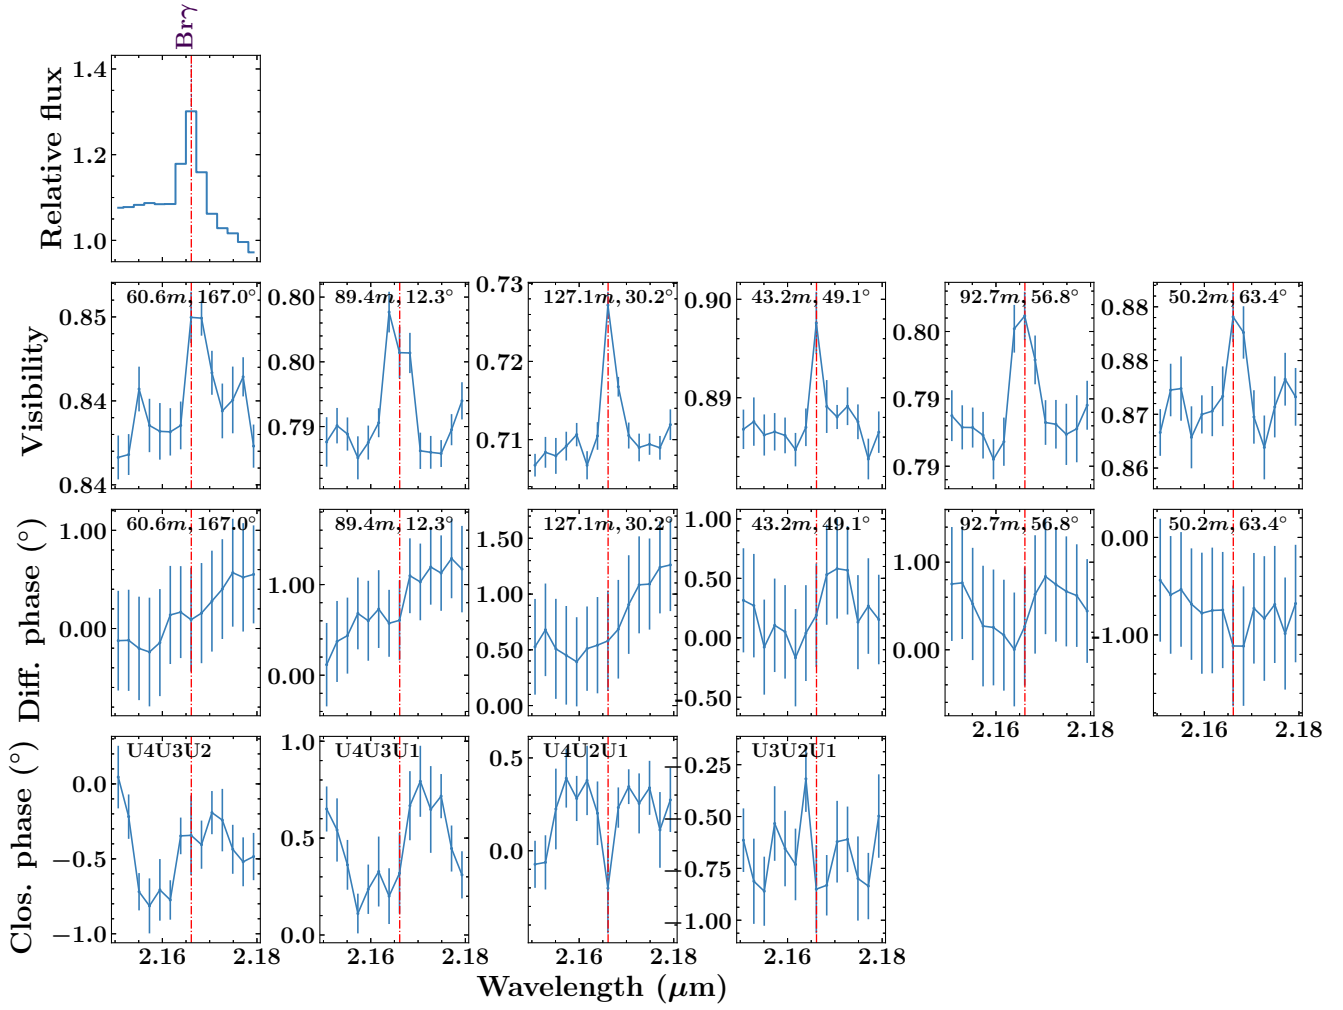 Brγ
Relative flux
1.4
1.2
1.0
Visibility
60.6m, 167.0°
0.85
0.84
0.84
89.4m, 12.3°
0.80
0.80
0.79
127.1m, 30.2°
0.73
0.72
0.71
43.2m, 49.1°
0.90
0.89
92.7m, 56.8°
0.80
0.79
0.79
50.2m, 63.4°
0.88
0.88
0.87
0.86
Diff. phase (°)
60.6m, 167.0°
1.00
0.00
89.4m, 12.3°
1.00
0.00
127.1m, 30.2°
1.50
1.00
0.50
0.00
43.2m, 49.1°
1.00
0.50
0.00
-0.50
92.7m, 56.8°
1.00
0.00
2.16
2.18
50.2m, 63.4°
0.00
-1.00
2.16
2.18
Clos. phase (°)
U4U3U2
0.0
−0.5
−1.0
2.16
2.18
U4U3U1
1.0
0.5
0.0
2.16
2.18
U4U2U1
0.5
0.0
2.16
2.18
U3U2U1
−0.25
−0.50
−0.75
−1.00
2.16
2.18
Wavelength (μm)